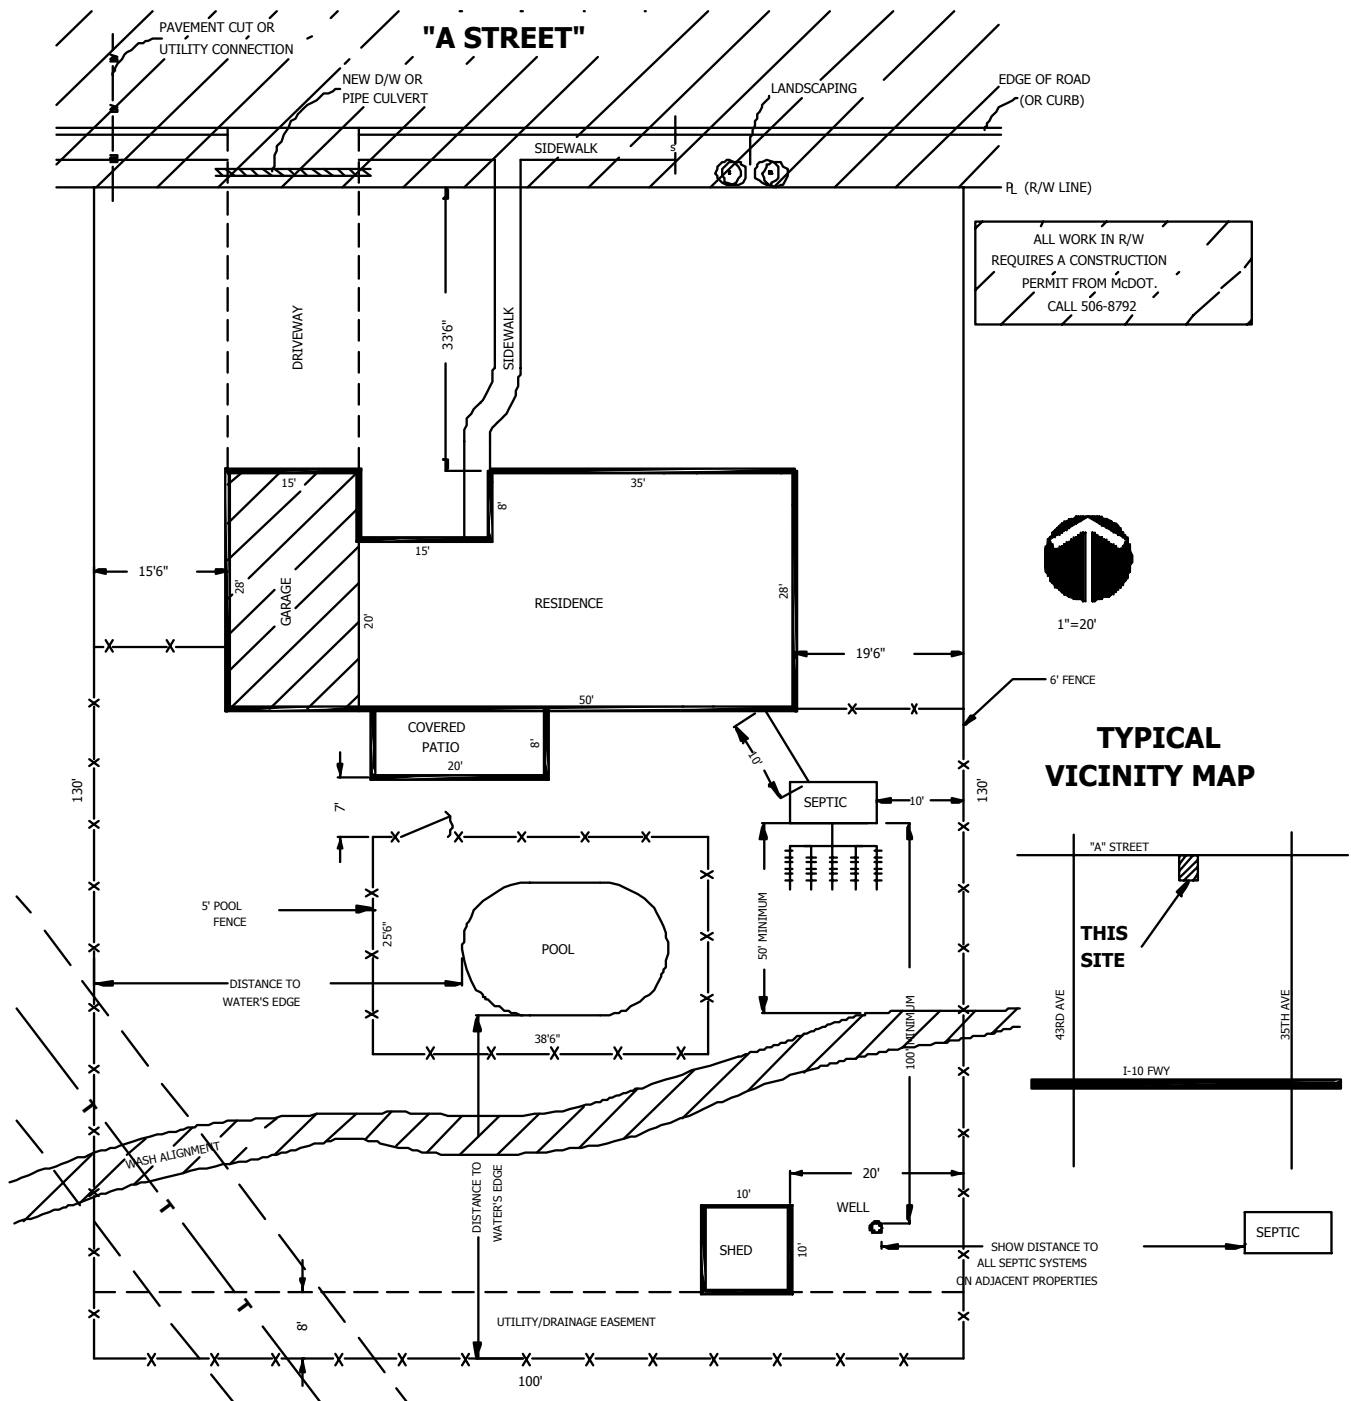 "A STREET"
PAVEMENT CUT OR
UTILITY CONNECTION
NEW D/W OR
PIPE CULVERT
LANDSCAPING
EDGE OF ROAD
(OR CURB)
SIDEWALK
S
PL (R/W LINE)
ALL WORK IN R/W
REQUIRES A CONSTRUCTION
PERMIT FROM McDOT.
CALL 506-8792
DRIVEWAY
33'6"
SIDEWALK
15'
35'
8'
15'
15'6"
28'
GARAGE
20'
RESIDENCE
28'
1"=20'
19'6"
6' FENCE
50'
COVERED
PATIO
8'
20'
10'
TYPICAL
VICINITY MAP
130'
7'
SEPTIC
10'
130'
"A" STREET
5' POOL
FENCE
25'6"
POOL
50' MINIMUM
THIS
SITE
DISTANCE TO
WATER'S EDGE
100' MINIMUM
43RD AVE
35TH AVE
38'6"
I-10 FWY
T
WASH ALIGNMENT
T
DISTANCE TO
WATER'S EDGE
20'
10'
WELL
SHED
10'
SHOW DISTANCE TO
ALL SEPTIC SYSTEMS
ON ADJACENT PROPERTIES
SEPTIC
T
8'
UTILITY/DRAINAGE EASEMENT
100'